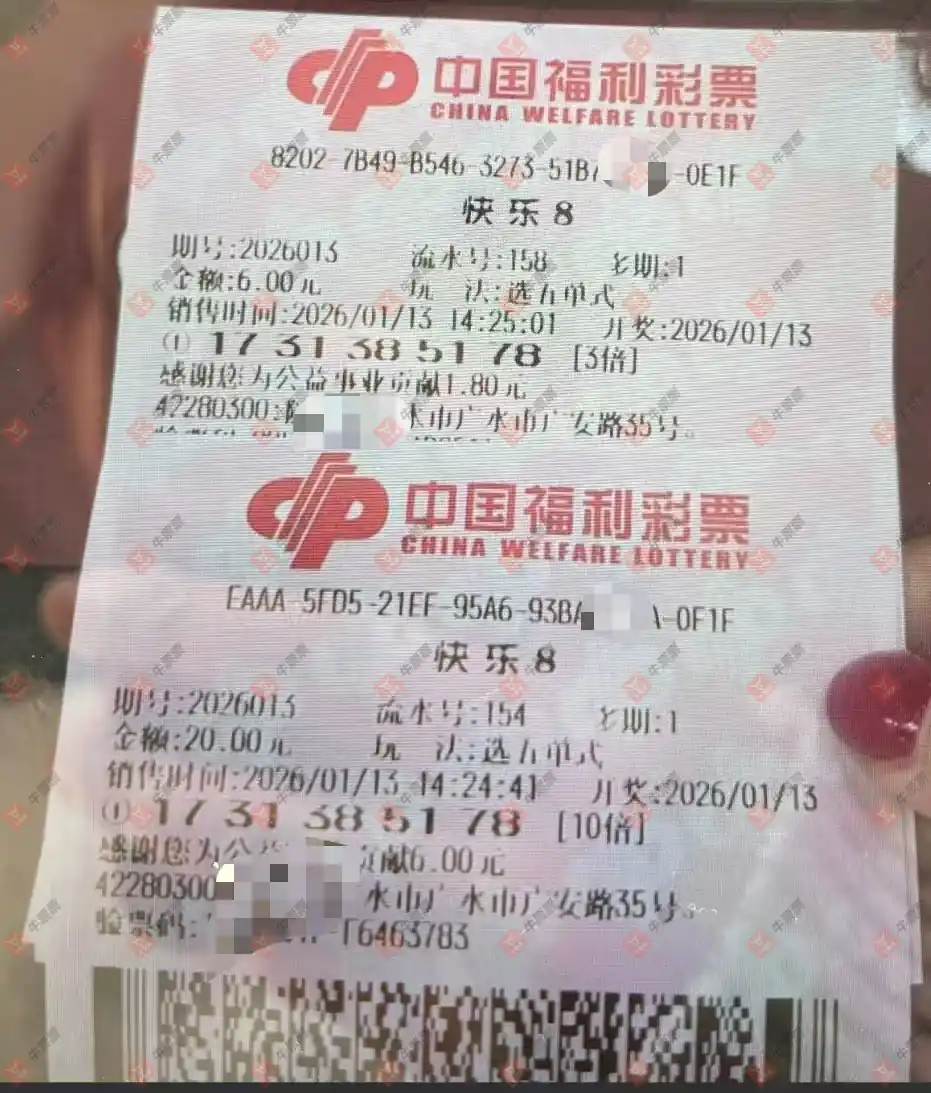 中国福利彩票
CHINA WELFARE LOTTERY
8202-7B49-B546-3273-51B7 -0E1F
快乐8
期号:2026013 流水号:158 多期:1
金额:6.00元 玩 法:选五单式
销售时间:2026/01/13 14:25:01 开奖:2026/01/13
① 17 31 38 51 78 [3倍]
感谢您为公益事业贡献1.80元
42280300: 水市广水市广安路35号。
中国福利彩票
CHINA WELFARE LOTTERY
EAAA-5FD5-21EF-95A6-93BA -0F1F
快乐8
期号:2026013 流水号:154 多期:1
金额:20.00元 玩 法:选五单式
销售时间:2026/01/13 14:24:41 开奖:2026/01/13
① 17 31 38 51 78 [10倍]
感谢您为公 贡献6.00元
42280300 水市广水市广安路35号。
验票码: T6463783
牛票票